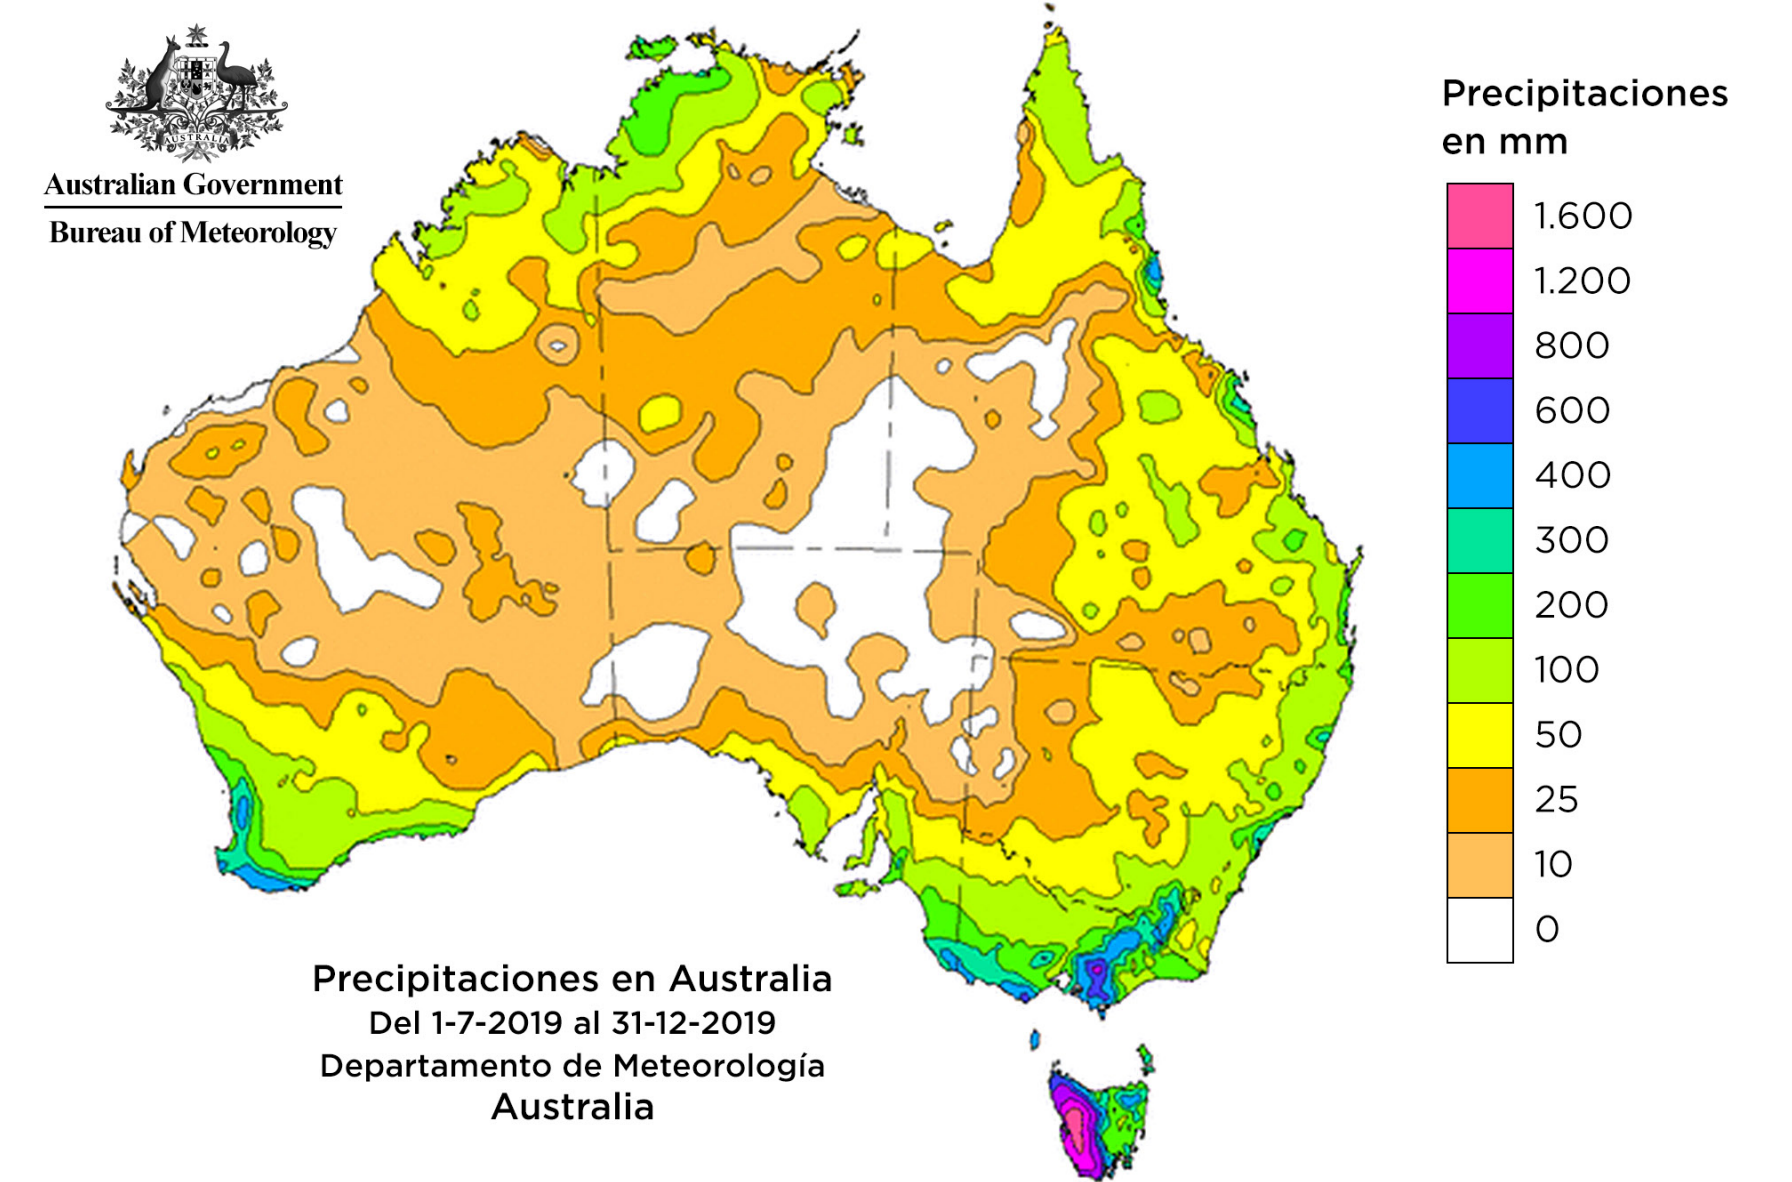 AUSTRALIA
Australian Government
Bureau of Meteorology
Precipitaciones
en mm
1.600
1.200
800
600
400
300
200
100
50
25
10
0
Precipitaciones en Australia
Del 1-7-2019 al 31-12-2019
Departamento de Meteorología
Australia